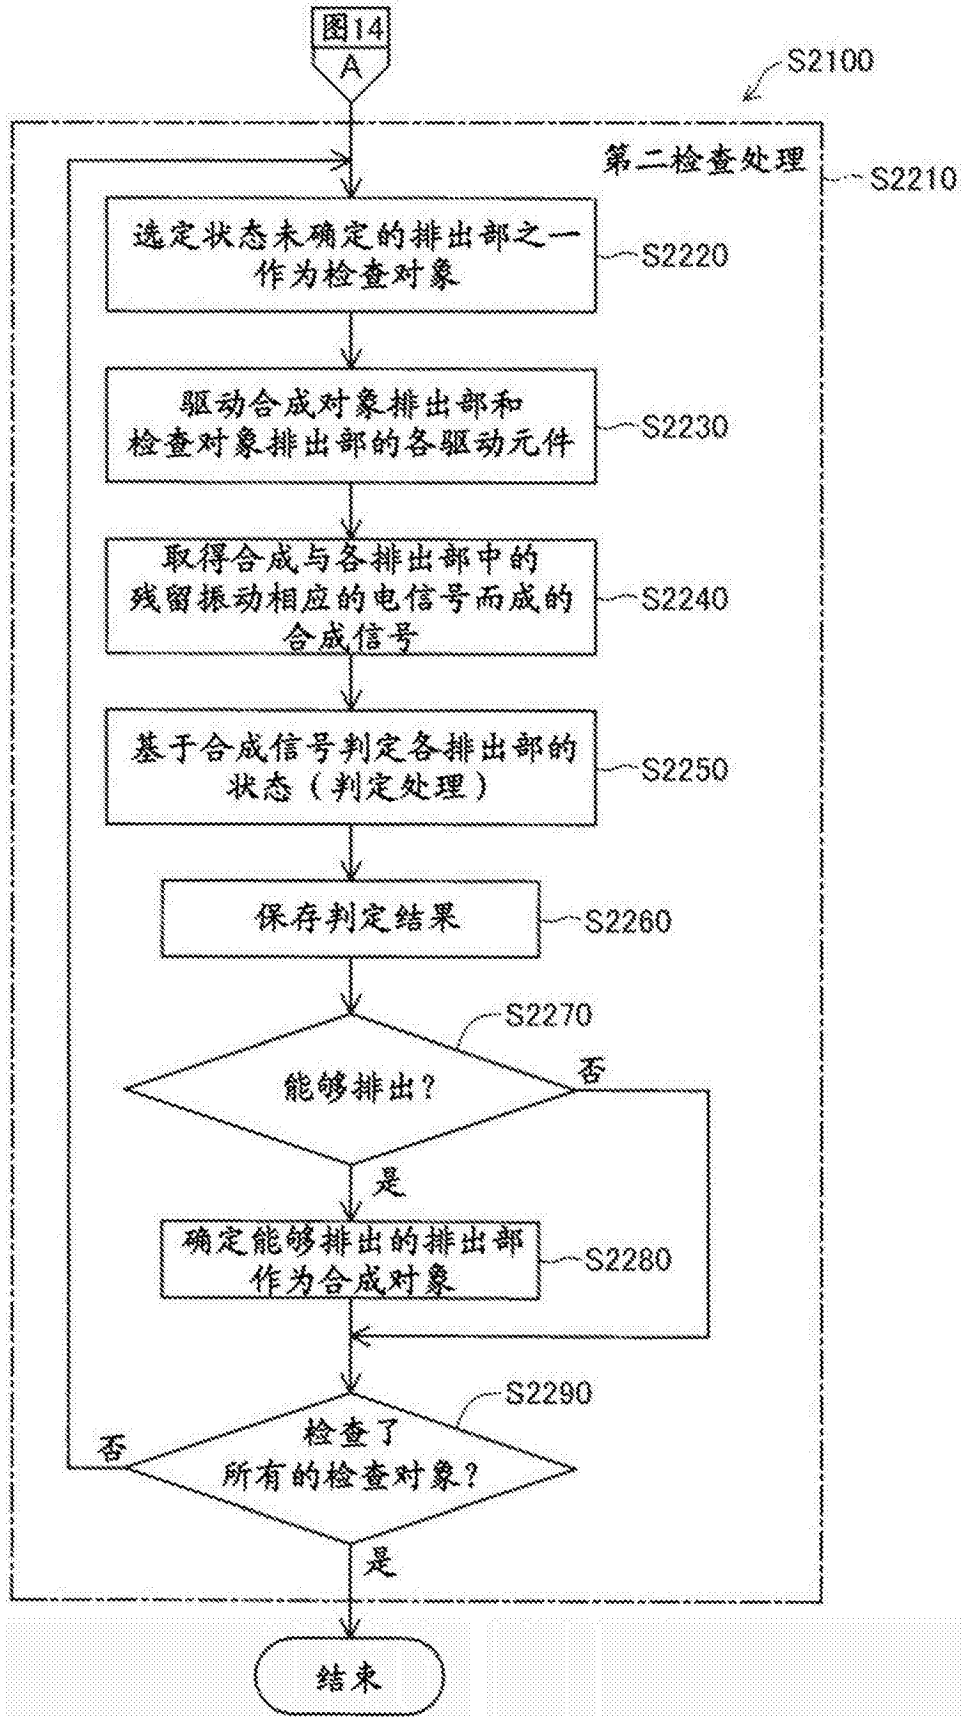 图14
A
S2100
第二检查处理
S2210
选定状态未确定的排出部之一
作为检查对象
S2220
驱动合成对象排出部和
检查对象排出部的各驱动元件
S2230
取得合成与各排出部中的
残留振动相应的电信号而成的
合成信号
S2240
基于合成信号判定各排出部的
状态（判定处理）
S2250
保存判定结果
S2260
S2270
能够排出？
否
是
确定能够排出的排出部
作为合成对象
S2280
S2290
检查了
所有的检查对象？
否
是
结束